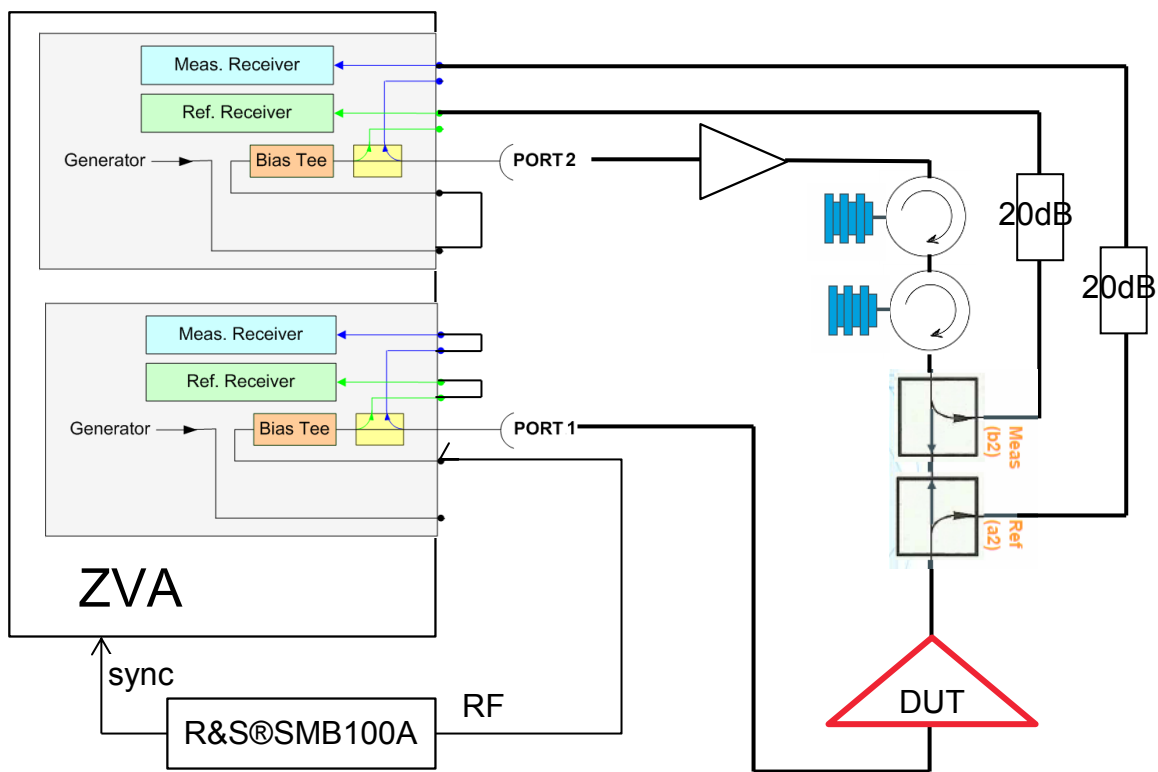 Meas. Receiver
Ref. Receiver
Generator
Bias Tee
PORT 2
20dB
20dB
Meas
(b2)
Ref
(a2)
Meas. Receiver
Ref. Receiver
Generator
Bias Tee
PORT 1
ZVA
sync
RF
R&S®SMB100A
DUT